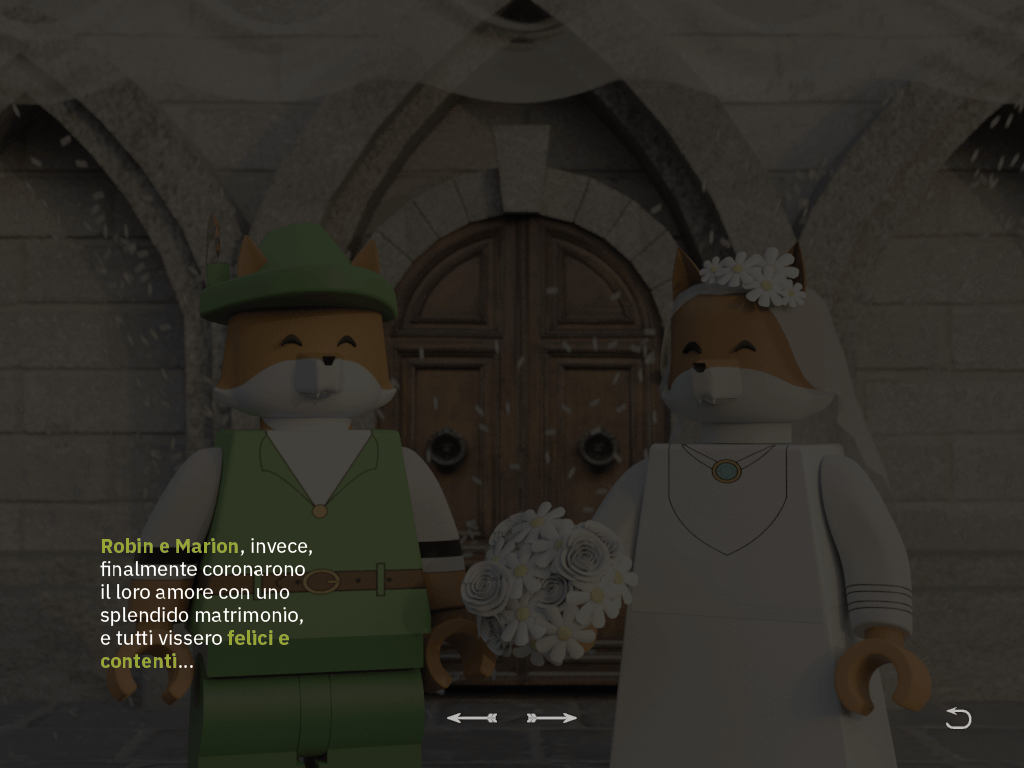 Robin e Marion, invece,
finalmente coronarono
il loro amore con uno
splendido matrimonio,
e tutti vissero felici e
contenti...